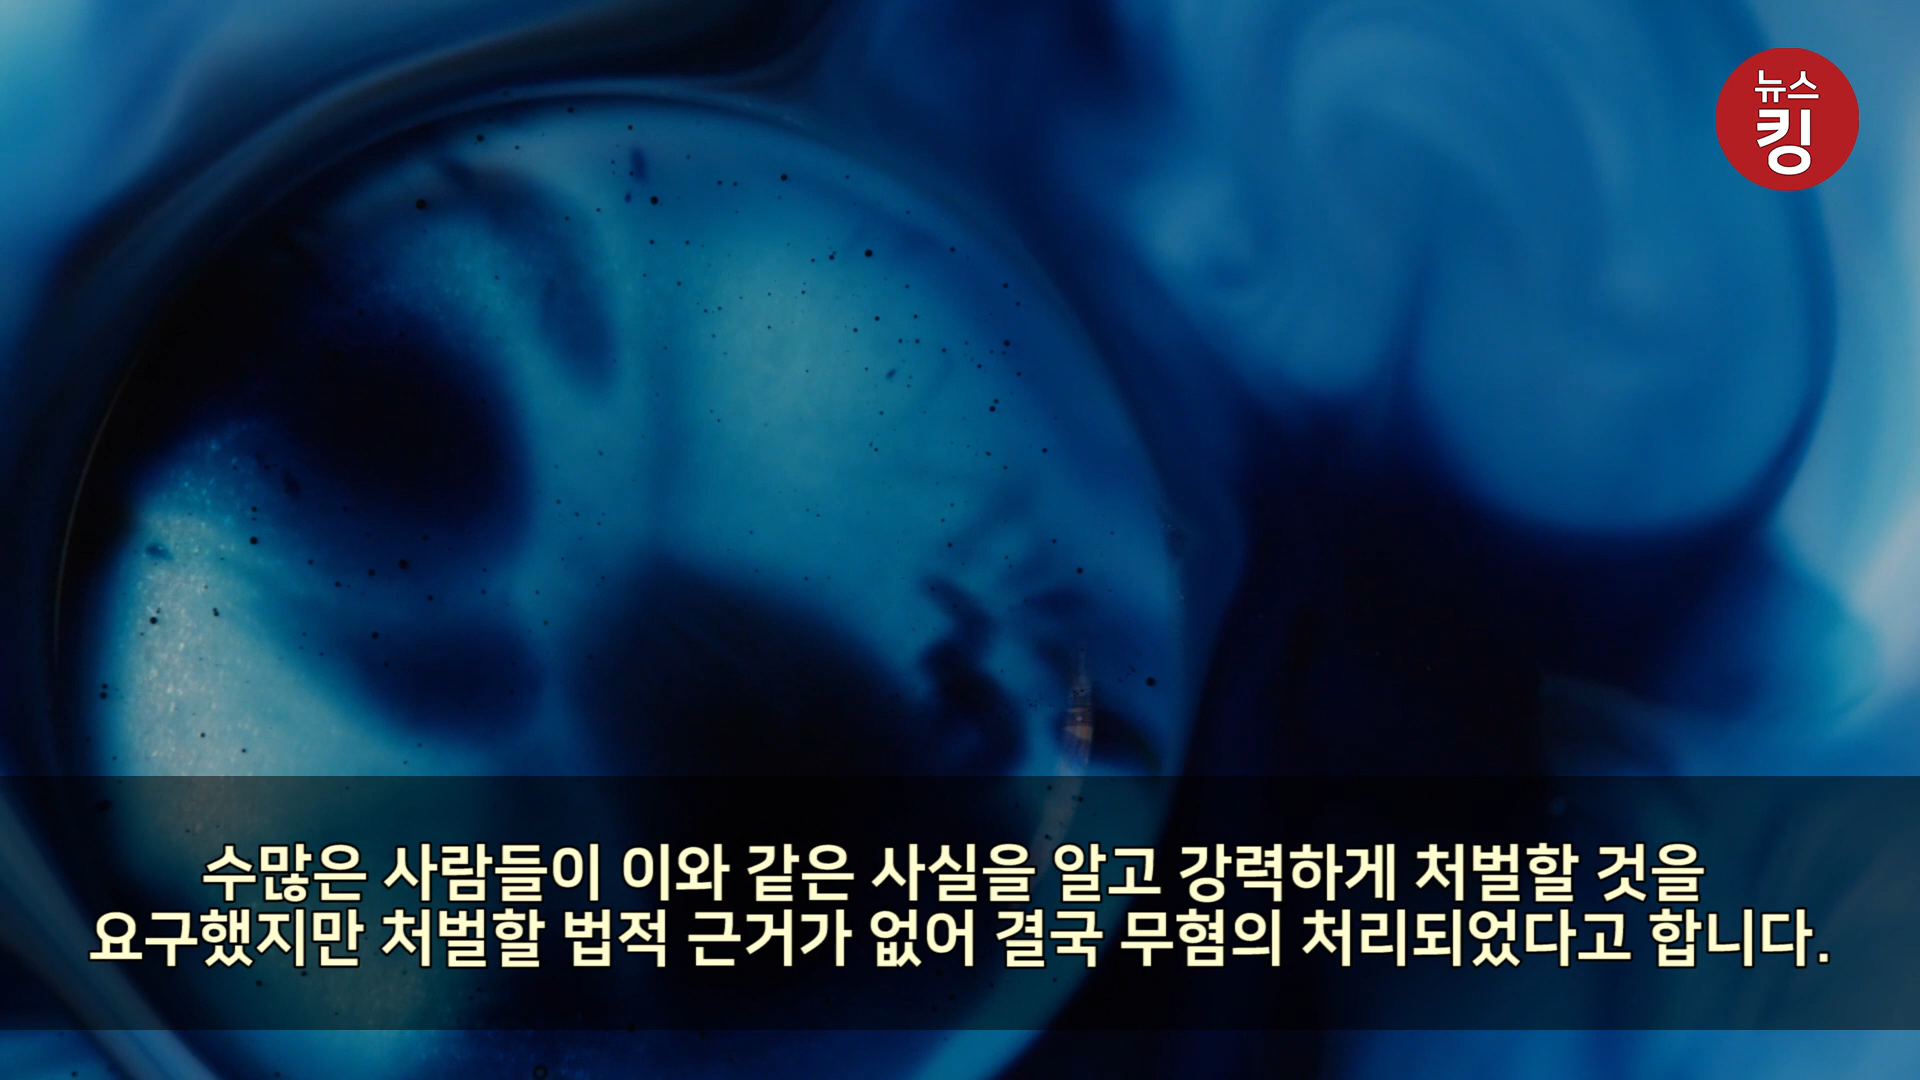 뉴스
킹
수많은 사람들이 이와 같은 사실을 알고 강력하게 처벌할 것을
요구했지만 처벌할 법적 근거가 없어 결국 무혐의 처리되었다고 합니다.